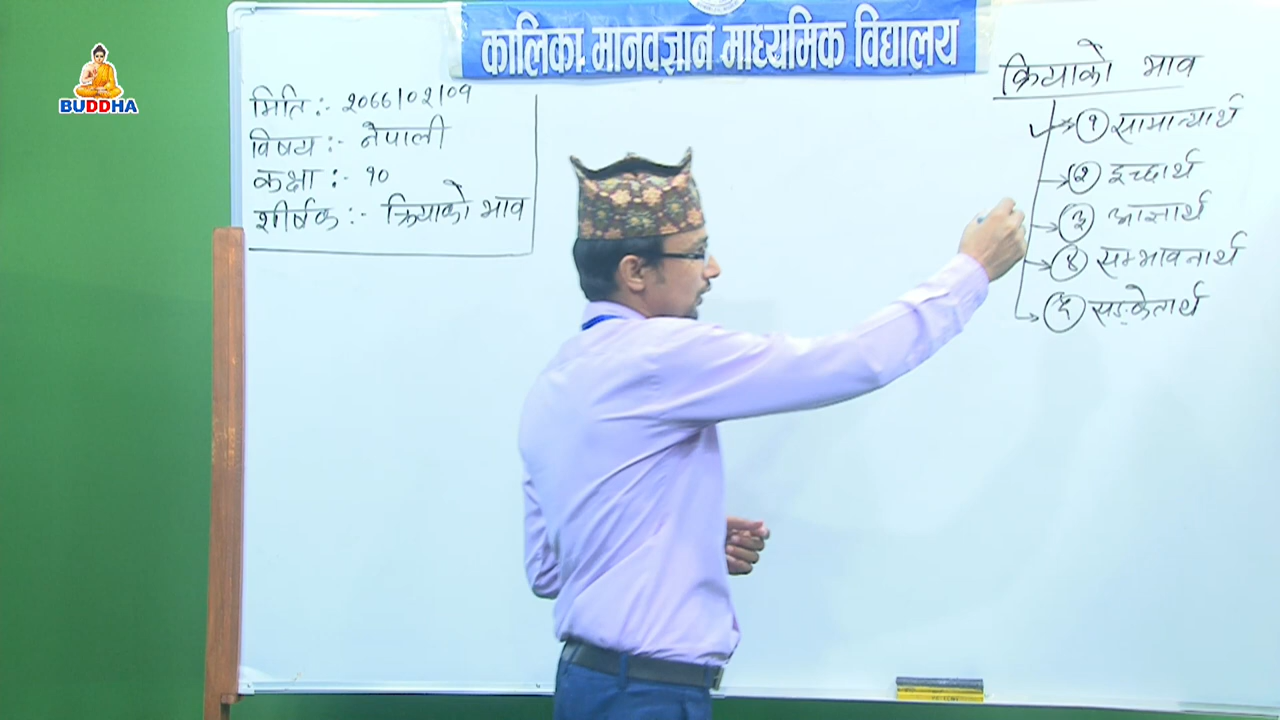 BUDDHA
कालिका मानवज्ञान माध्यमिक विद्यालय
मिति :- २०७७।०२।०१
विषय :- नेपाली
कक्षा :- १०
शीर्षक :- क्रियाको भाव
क्रियाको भाव
१ सामान्यार्थ
२ इच्छार्थ
३ आज्ञार्थ
४ सम्भावनार्थ
५ सङ्केतार्थ